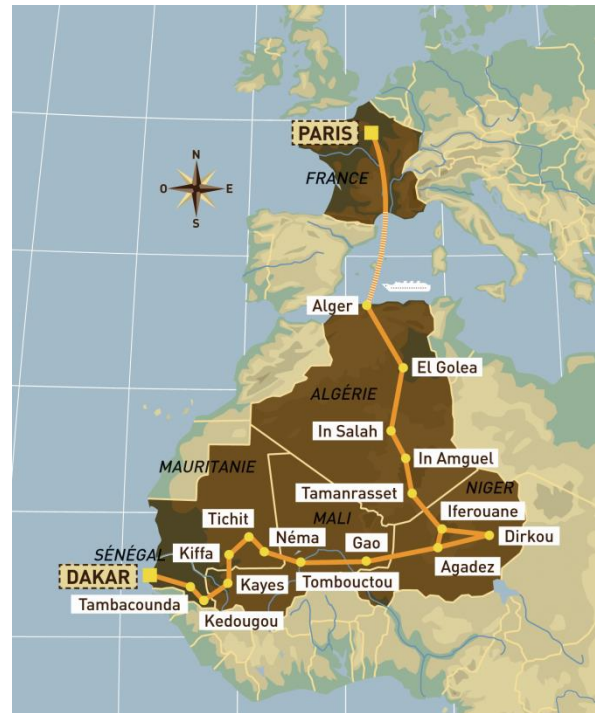 PARIS
FRANCE
N
O
E
S
Alger
El Golea
ALGÉRIE
In Salah
In Amguel
MAURITANIE
Tamanrasset
NIGER
Iferouane
Tichit
MALI
Dirkou
Néma
Gao
SÉNÉGAL
Kiffa
Agadez
DAKAR
Kayes
Tombouctou
Tambacounda
Kedougou